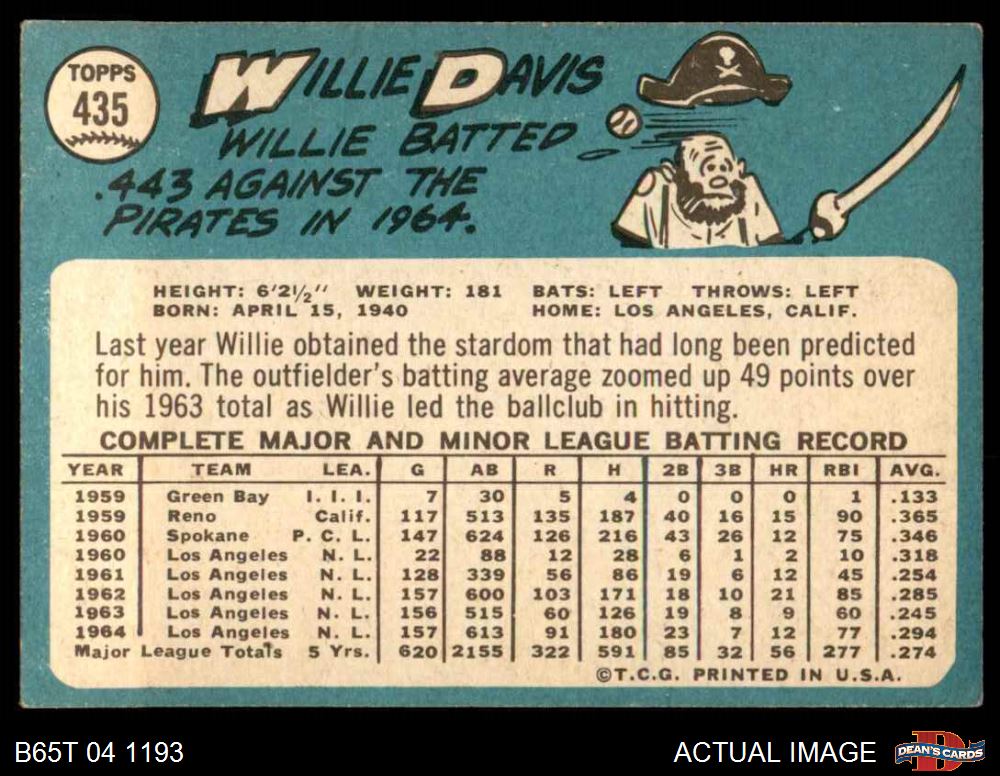 TOPPS
435
WILLIE DAVIS
WILLIE BATTED
.443 AGAINST THE
PIRATES IN 1964.
HEIGHT: 6'2½" WEIGHT: 181 BATS: LEFT THROWS: LEFT
BORN: APRIL 15, 1940 HOME: LOS ANGELES, CALIF.
Last year Willie obtained the stardom that had long been predicted
for him. The outfielder's batting average zoomed up 49 points over
his 1963 total as Willie led the ballclub in hitting.
COMPLETE MAJOR AND MINOR LEAGUE BATTING RECORD
YEAR TEAM LEA. G AB R H 2B 3B HR RBI AVG.
1959 Green Bay I. I. I. 7 30 5 4 0 0 0 1 .133
1959 Reno Calif. 117 513 135 187 40 16 15 90 .365
1960 Spokane P. C. L. 147 624 126 216 43 26 12 75 .346
1960 Los Angeles N. L. 22 88 12 28 6 1 2 10 .318
1961 Los Angeles N. L. 128 339 56 86 19 6 12 45 .254
1962 Los Angeles N. L. 157 600 103 171 18 10 21 85 .285
1963 Los Angeles N. L. 156 515 60 126 19 8 9 60 .245
1964 Los Angeles N. L. 157 613 91 180 23 7 12 77 .294
Major League Totals 5 Yrs. 620 2155 322 591 85 32 56 277 .274
©T.C.G. PRINTED IN U.S.A.
B65T 04 1193 ACTUAL IMAGE DEAN'S CARDS